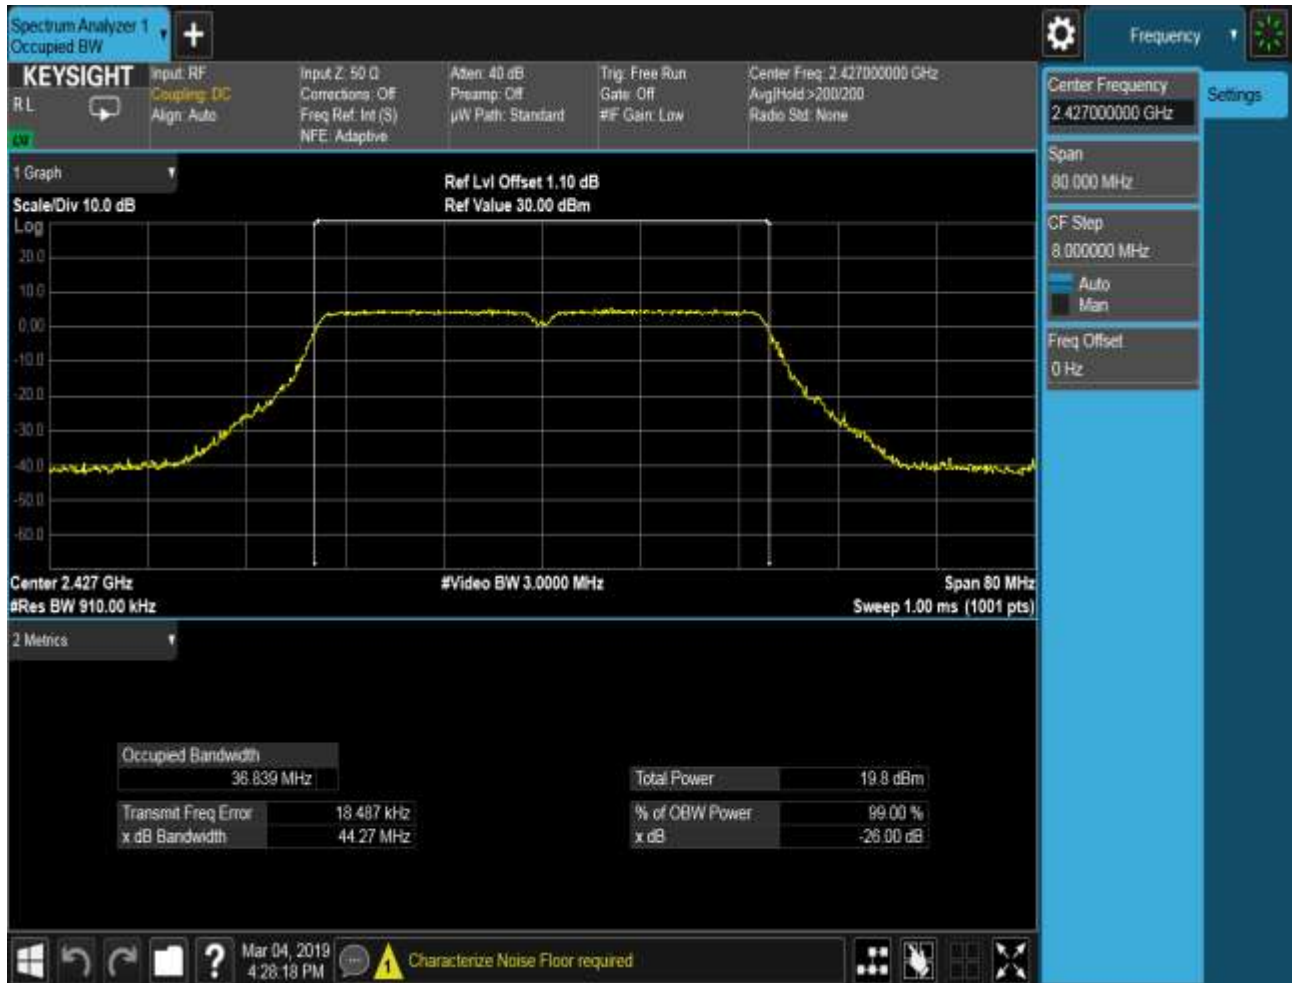 Spectrum Analyzer 1
Occupied BW
Frequency
KEYSIGHT
R L
Input: RF
Coupling: DC
Align: Auto
Input Z: 50 Ω
Corrections: Off
Freq Ref: Int (S)
NFE: Adaptive
Atten: 40 dB
Preamp: Off
µW Path: Standard
Trig: Free Run
Gate: Off
#IF Gain: Low
Center Freq: 2.427000000 GHz
Avg|Hold:>200/200
Radio Std: None
Center Frequency
2.427000000 GHz
Settings
Span
80.000 MHz
CF Step
8.000000 MHz
Auto
Man
Freq Offset
0 Hz
1 Graph
Ref Lvl Offset 1.10 dB
Scale/Div 10.0 dB
Ref Value 30.00 dBm
Log
20.0
10.0
0.00
-10.0
-20.0
-30.0
-40.0
-50.0
-60.0
Center 2.427 GHz
#Video BW 3.0000 MHz
Span 80 MHz
#Res BW 910.00 kHz
Sweep 1.00 ms (1001 pts)
2 Metrics
Occupied Bandwidth
36.839 MHz
Total Power 19.8 dBm
Transmit Freq Error 18.487 kHz
% of OBW Power 99.00 %
x dB Bandwidth 44.27 MHz
x dB -26.00 dB
?
Mar 04, 2019
4:28:18 PM
1
Characterize Noise Floor required